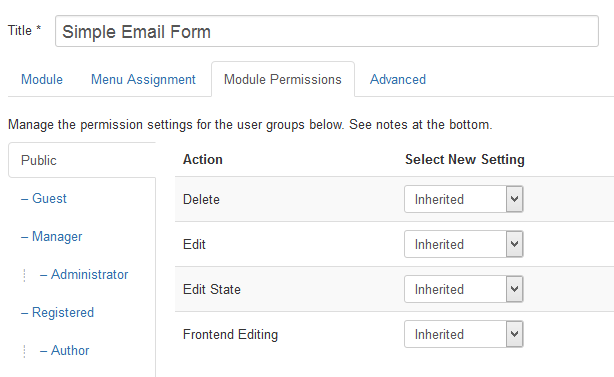 Title * Simple Email Form
Module Menu Assignment Module Permissions Advanced
Manage the permission settings for the user groups below. See notes at the bottom.
Public
– Guest
– Manager
– Administrator
– Registered
– Author
Action Select New Setting
Delete Inherited
Edit Inherited
Edit State Inherited
Frontend Editing Inherited